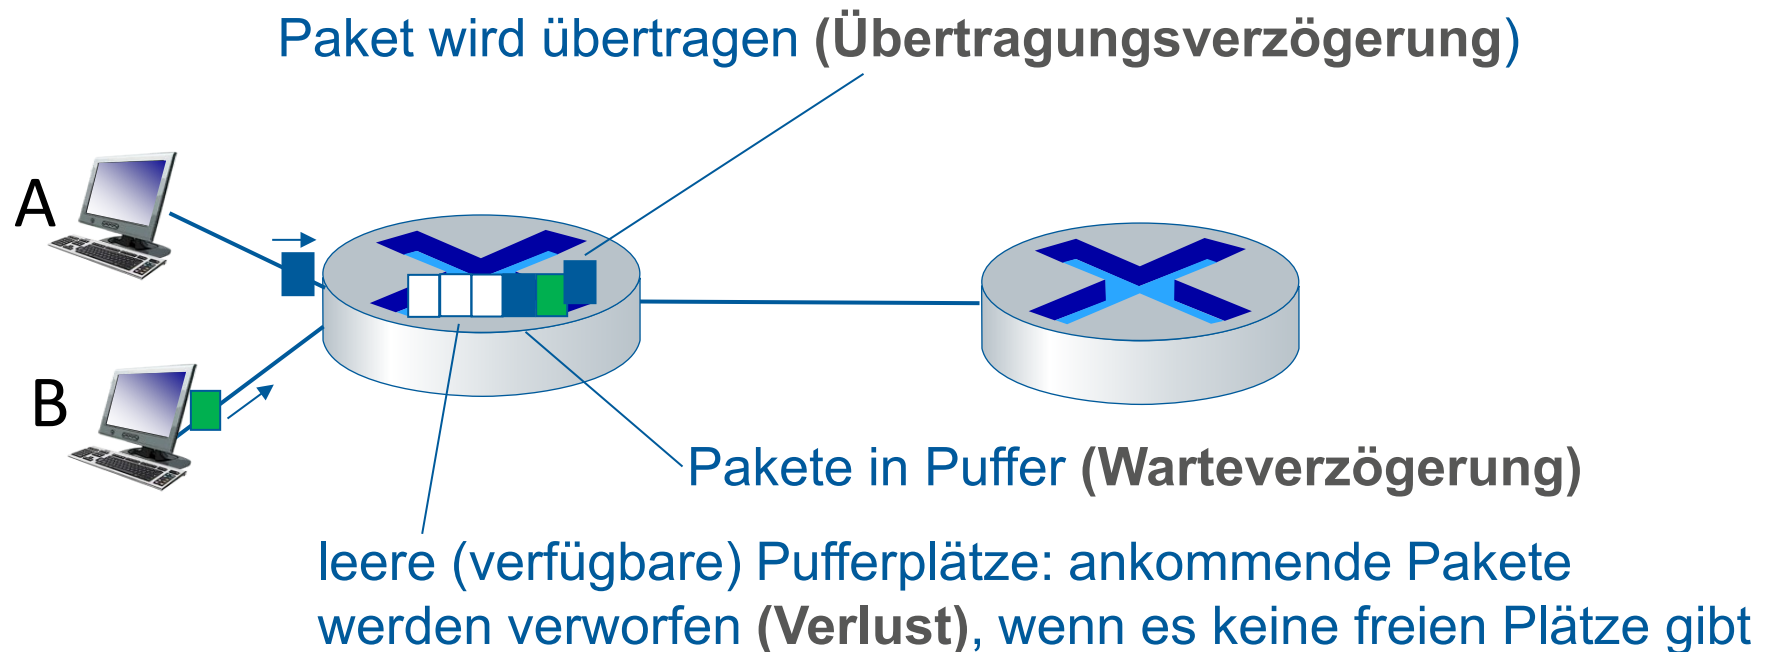 Paket wird übertragen (Übertragungsverzögerung)
A
B
Pakete in Puffer (Warteverzögerung)
leere (verfügbare) Pufferplätze: ankommende Pakete
werden verworfen (Verlust), wenn es keine freien Plätze gibt